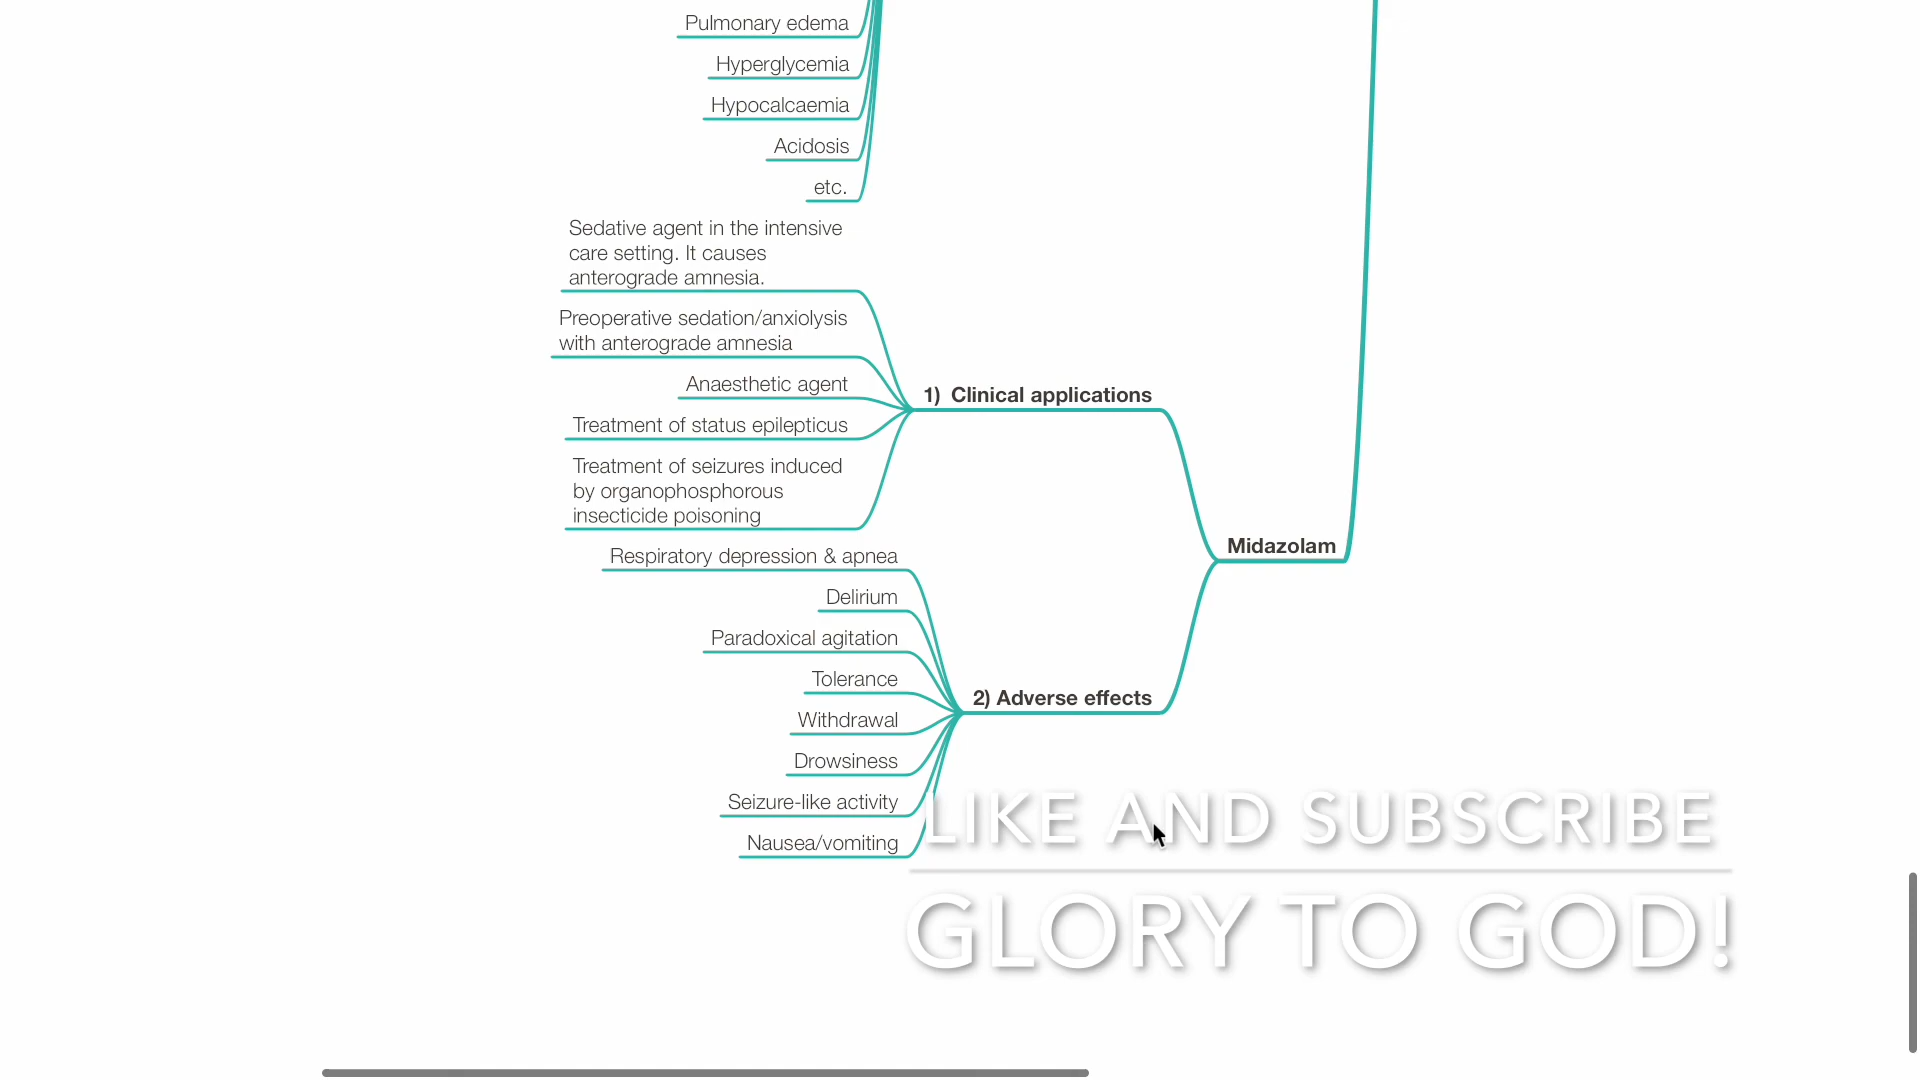 Pulmonary edema
Hyperglycemia
Hypocalcaemia
Acidosis
etc.
Sedative agent in the intensive
care setting. It causes
anterograde amnesia.
Preoperative sedation/anxiolysis
with anterograde amnesia
Anaesthetic agent
Treatment of status epilepticus
Treatment of seizures induced
by organophosphorous
insecticide poisoning
1) Clinical applications
Midazolam
Respiratory depression & apnea
Delirium
Paradoxical agitation
Tolerance
Withdrawal
Drowsiness
Seizure-like activity
Nausea/vomiting
2) Adverse effects
LIKE AND SUBSCRIBE
GLORY TO GOD!